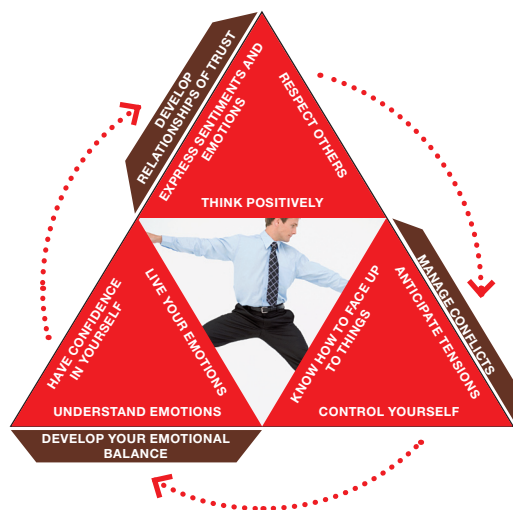 DEVELOP
RELATIONSHIPS OF TRUST
EXPRESS SENTIMENTS AND
EMOTIONS
RESPECT OTHERS
THINK POSITIVELY
HAVE CONFIDENCE
IN YOURSELF
LIVE YOUR EMOTIONS
UNDERSTAND EMOTIONS
DEVELOP YOUR EMOTIONAL
BALANCE
KNOW HOW TO FACE UP
TO THINGS
ANTICIPATE TENSIONS
CONTROL YOURSELF
MANAGE CONFLICTS